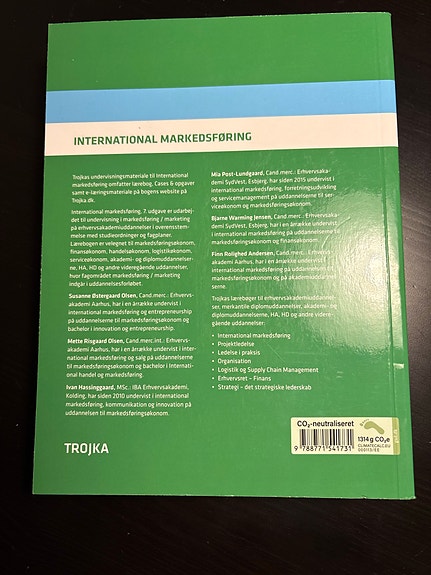 INTERNATIONAL MARKEDSFØRING
Trojkas undervisningsmateriale til International
markedsføring omfatter lærebog, Cases & opgaver
samt e-læringsmateriale på bogens website på
Trojka.dk.
International markedsføring, 7. udgave er udarbej-
det til undervisning i markedsføring / marketing
på erhvervsakademiuddannelser i overensstem-
melse med studieordninger og fagplaner.
Lærebogen er velegnet til markedsføringsøkonom,
finansøkonom, handelsøkonom, logistikøkonom,
serviceøkonom, akademi- og diplomuddannel-
serne, HA, HD og andre videregående uddannelser,
hvor fagområdet markedsføring / marketing
indgår i uddannelsesforløbet.
Susanne Østergaard Olsen, Cand.merc.: Erhvervs-
akademi Aarhus, har i en årrække undervist i
international markedsføring og entrepreneurship
på uddannelserne til markedsføringsøkonom og
bachelor i innovation og entrepreneurship.
Mette Risgaard Olsen, Cand.merc.int.: Erhvervs-
akademi Aarhus, har i en årrække undervist i inter-
national markedsføring og salg på uddannelserne
til markedsføringsøkonom og bachelor i Internati-
onal handel og markedsføring.
Ivan Hassinggaard, MSc.: IBA Erhvervsakademi,
Kolding, har siden 2010 undervist i international
markedsføring, kommunikation og innovation på
uddannelsen til markedsføringsøkonom.
Mia Post-Lundgaard, Cand.merc.: Erhvervsaka-
demi SydVest, Esbjerg, har siden 2015 undervist i
international markedsføring, forretningsudvikling
og servicemanagement på uddannelserne til ser-
viceøkonom og markedsføringsøkonom.
Bjarne Warming Jensen, Cand.merc.: Erhvervsaka-
demi SydVest, Esbjerg, har i en årrække undervist
i international markedsføring på uddannelserne til
markedsføringsøkonom og finansøkonom.
Finn Rolighed Andersen, Cand.merc.: Erhvervs-
akademi Aarhus, har i en årrække undervist i
international markedsføring på uddannelserne til
markedsføringsøkonom og på akademiuddannel-
serne.
Trojkas lærebøger til erhvervsakademiuddannel-
ser, merkantile diplomuddannelser, akademi- og
diplomuddannelserne, HA, HD og andre videre-
gående uddannelser:
• International markedsføring
• Projektledelse
• Ledelse i praksis
• Organisation
• Logistik og Supply Chain Management
• Erhvervsret – Finans
• Strategi – det strategiske lederskab
TROJKA
CO₂-neutraliseret
9 788771 541731
1314 g CO₂e
CLIMATECALC.EU